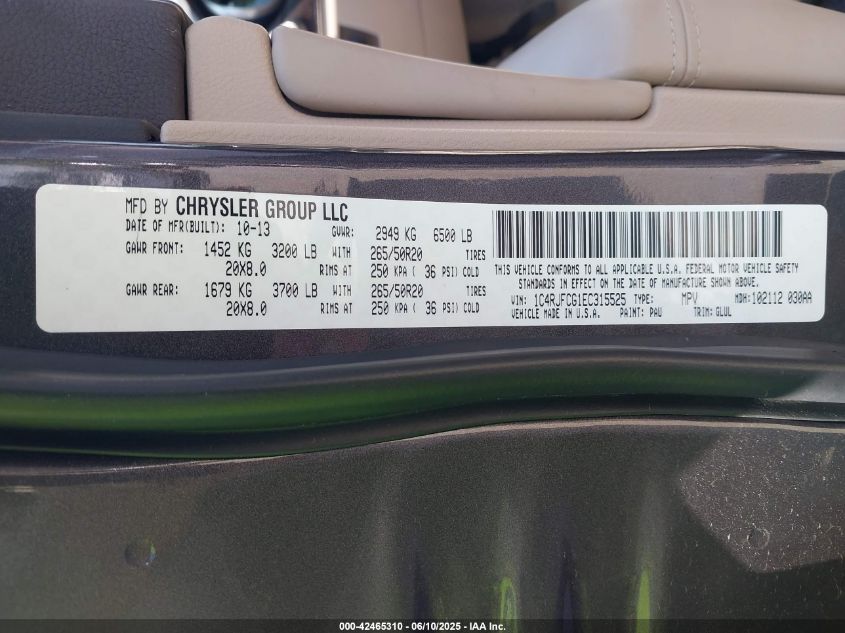 MFD BY CHRYSLER GROUP LLC
DATE OF MFR(BUILT): 10-13 GVWR: 2949 KG 6500 LB
GAWR FRONT: 1452 KG 3200 LB WITH 265/50R20 TIRES
20X8.0 RIMS AT 250 KPA ( 36 PSI) COLD
GAWR REAR: 1679 KG 3700 LB WITH 265/50R20 TIRES
20X8.0 RIMS AT 250 KPA ( 36 PSI) COLD
THIS VEHICLE CONFORMS TO ALL APPLICABLE U.S.A. FEDERAL MOTOR VEHICLE SAFETY
STANDARDS IN EFFECT ON THE DATE OF MANUFACTURE SHOWN ABOVE.
VIN: 1C4RJFCG1EC315525 TYPE: MPV MDH:102112 030AA
VEHICLE MADE IN U.S.A. PAINT: PAU TRIM: GLUL
000-42465310 - 06/10/2025 - IAA Inc.